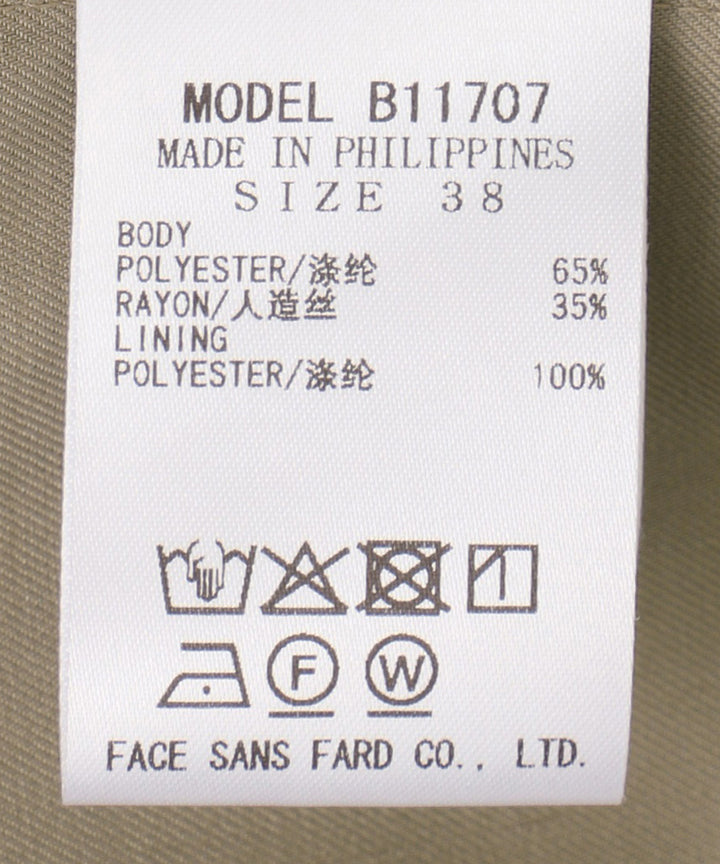 MODEL B11707
MADE IN PHILIPPINES
SIZE 38
BODY
POLYESTER/涤纶 65%
RAYON/人造丝 35%
LINING
POLYESTER/涤纶 100%
F W
FACE SANS FARD CO., LTD.